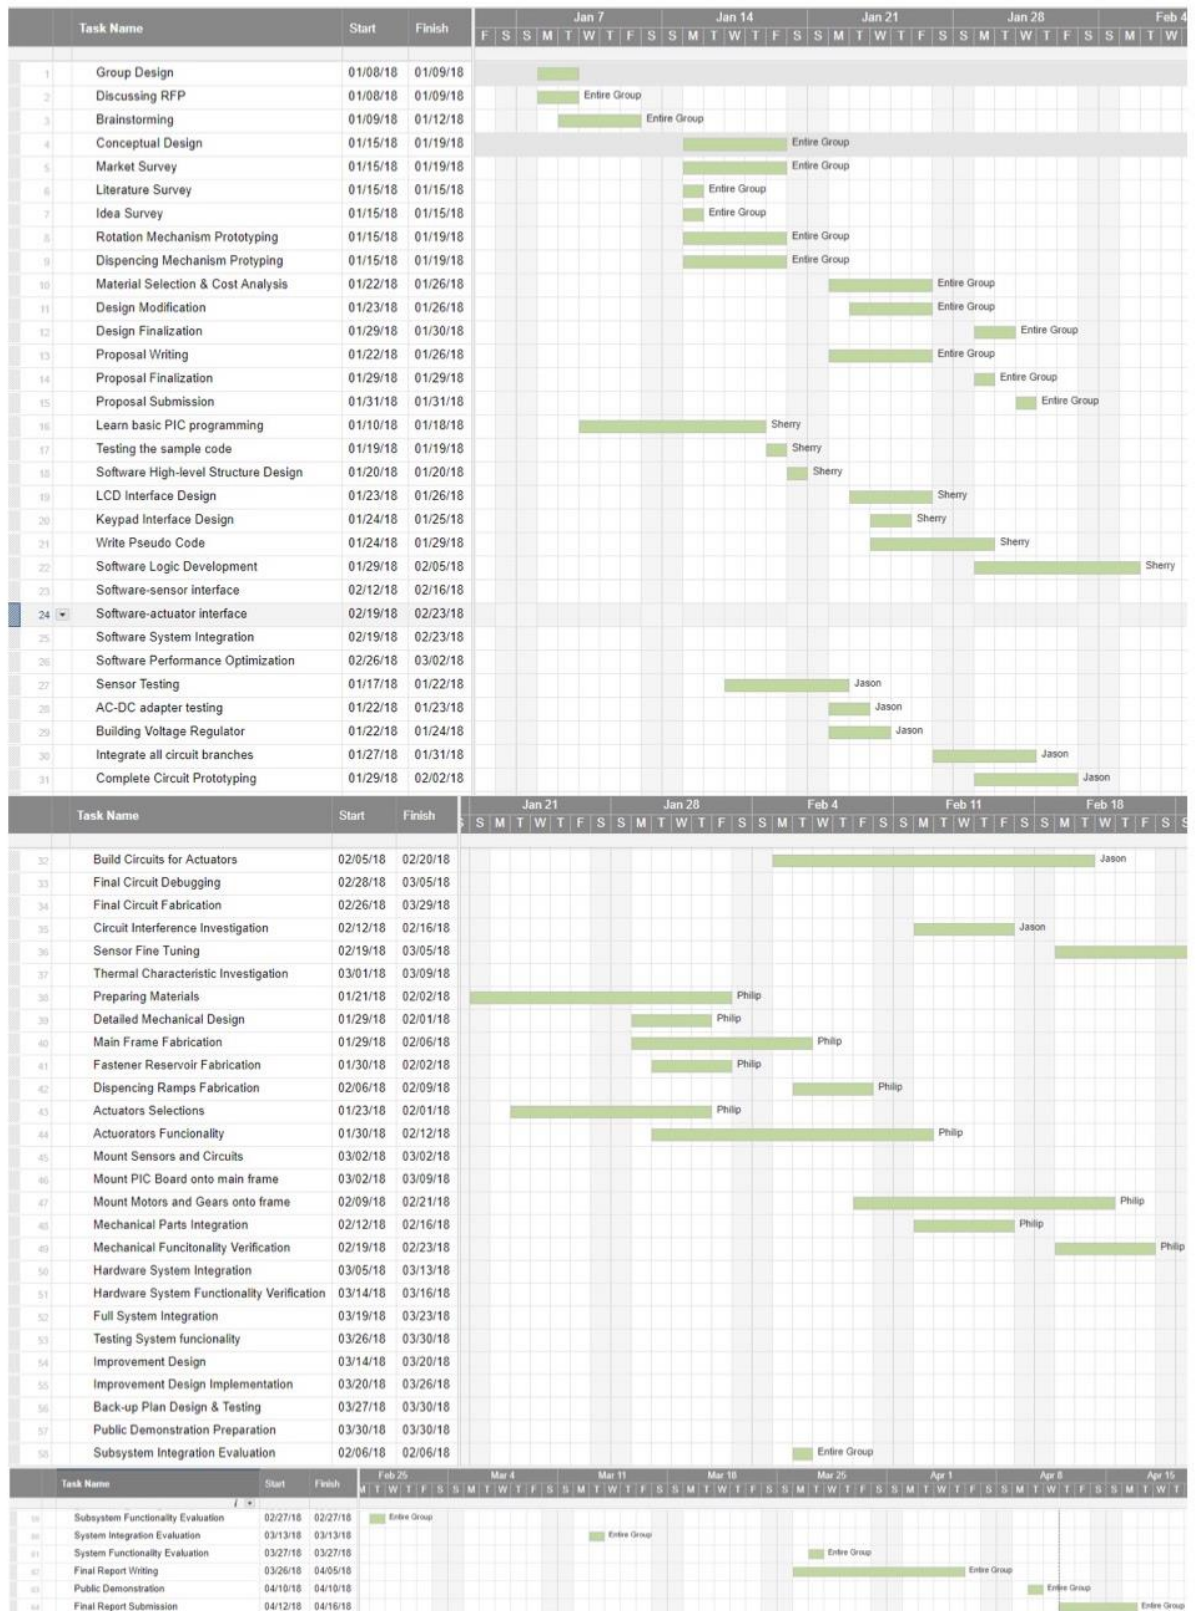 Task Name Start Finish Jan 7 Jan 14 Jan 21 Jan 28 Feb 4
F S S M T W T F S S M T W T F S S M T W T F S S M T W T F S S M T W
1 Group Design 01/08/18 01/09/18
2 Discussing RFP 01/08/18 01/09/18 Entire Group
3 Brainstorming 01/09/18 01/12/18 Entire Group
4 Conceptual Design 01/15/18 01/19/18 Entire Group
5 Market Survey 01/15/18 01/19/18 Entire Group
6 Literature Survey 01/15/18 01/15/18 Entire Group
7 Idea Survey 01/15/18 01/15/18 Entire Group
8 Rotation Mechanism Prototyping 01/15/18 01/19/18 Entire Group
9 Dispencing Mechanism Protyping 01/15/18 01/19/18 Entire Group
10 Material Selection & Cost Analysis 01/22/18 01/26/18 Entire Group
11 Design Modification 01/23/18 01/26/18 Entire Group
12 Design Finalization 01/29/18 01/30/18 Entire Group
13 Proposal Writing 01/22/18 01/26/18 Entire Group
14 Proposal Finalization 01/29/18 01/29/18 Entire Group
15 Proposal Submission 01/31/18 01/31/18 Entire Group
16 Learn basic PIC programming 01/10/18 01/18/18 Sherry
17 Testing the sample code 01/19/18 01/19/18 Sherry
18 Software High-level Structure Design 01/20/18 01/20/18 Sherry
19 LCD Interface Design 01/23/18 01/26/18 Sherry
20 Keypad Interface Design 01/24/18 01/25/18 Sherry
21 Write Pseudo Code 01/24/18 01/29/18 Sherry
22 Software Logic Development 01/29/18 02/05/18 Sherry
23 Software-sensor interface 02/12/18 02/16/18
24 Software-actuator interface 02/19/18 02/23/18
25 Software System Integration 02/19/18 02/23/18
26 Software Performance Optimization 02/26/18 03/02/18
27 Sensor Testing 01/17/18 01/22/18 Jason
28 AC-DC adapter testing 01/22/18 01/23/18 Jason
29 Building Voltage Regulator 01/22/18 01/24/18 Jason
30 Integrate all circuit branches 01/27/18 01/31/18 Jason
31 Complete Circuit Prototyping 01/29/18 02/02/18 Jason
Task Name Start Finish Jan 21 Jan 28 Feb 4 Feb 11 Feb 18
S S M T W T F S S M T W T F S S M T W T F S S M T W T F S S M T W T F S S
32 Build Circuits for Actuators 02/05/18 02/20/18 Jason
33 Final Circuit Debugging 02/28/18 03/05/18
34 Final Circuit Fabrication 02/26/18 03/29/18
35 Circuit Interference Investigation 02/12/18 02/16/18 Jason
36 Sensor Fine Tuning 02/19/18 03/05/18
37 Thermal Characteristic Investigation 03/01/18 03/09/18
38 Preparing Materials 01/21/18 02/02/18 Philip
39 Detailed Mechanical Design 01/29/18 02/01/18 Philip
40 Main Frame Fabrication 01/29/18 02/06/18 Philip
41 Fastener Reservoir Fabrication 01/30/18 02/02/18 Philip
42 Dispencing Ramps Fabrication 02/06/18 02/09/18 Philip
43 Actuators Selections 01/23/18 02/01/18 Philip
44 Actuorators Funcionality 01/30/18 02/12/18 Philip
45 Mount Sensors and Circuits 03/02/18 03/02/18
46 Mount PIC Board onto main frame 03/02/18 03/09/18
47 Mount Motors and Gears onto frame 02/09/18 02/21/18 Philip
48 Mechanical Parts Integration 02/12/18 02/16/18 Philip
49 Mechanical Funcitonality Verification 02/19/18 02/23/18 Philip
50 Hardware System Integration 03/05/18 03/13/18
51 Hardware System Functionality Verification 03/14/18 03/16/18
52 Full System Integration 03/19/18 03/23/18
53 Testing System funcionality 03/26/18 03/30/18
54 Improvement Design 03/14/18 03/20/18
55 Improvement Design Implementation 03/20/18 03/26/18
56 Back-up Plan Design & Testing 03/27/18 03/30/18
57 Public Demonstration Preparation 03/30/18 03/30/18
58 Subsystem Integration Evaluation 02/06/18 02/06/18 Entire Group
Task Name Start Finish Feb 25 Mar 4 Mar 11 Mar 18 Mar 25 Apr 1 Apr 8 Apr 15
M T W T F S S M T W T F S S M T W T F S S M T W T F S S M T W T F S S M T W T F S S M T W T F S S M T W T
i
59 Subsystem Functionality Evaluation 02/27/18 02/27/18 Entire Group
60 System Integration Evaluation 03/13/18 03/13/18 Entire Group
61 System Functionality Evaluation 03/27/18 03/27/18 Entire Group
62 Final Report Writing 03/26/18 04/05/18 Entire Group
63 Public Demonstration 04/10/18 04/10/18 Entire Group
64 Final Report Submission 04/12/18 04/16/18 Entire Group